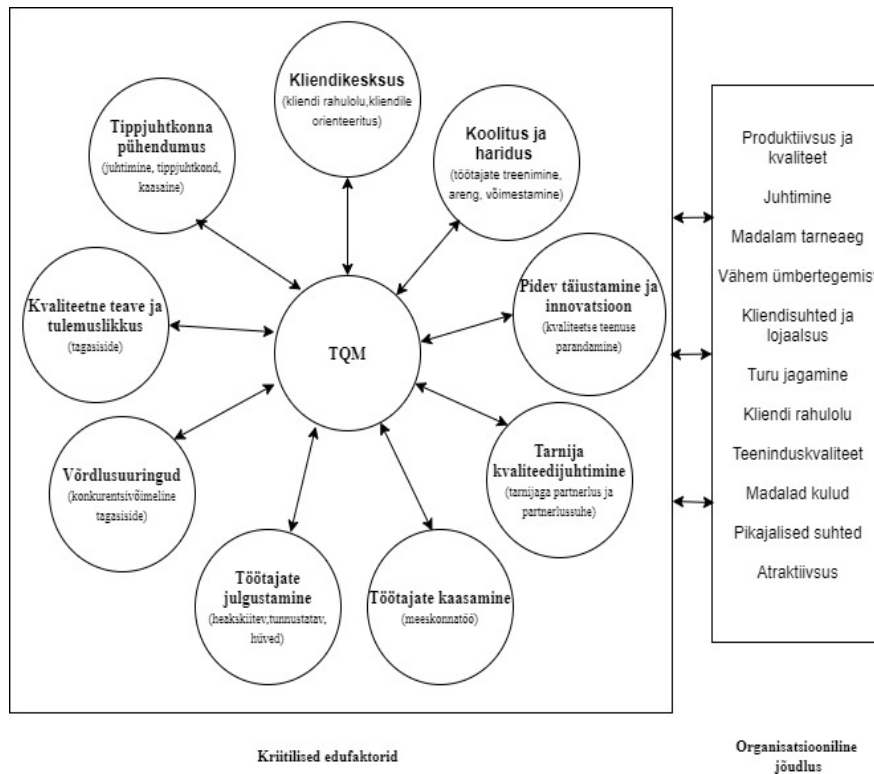 Kliendikesksus
(kliendi rahulolu,kliendile
orienteeritus)
Tippjuhtkonna
pühendumus
(juhtimine, tippjuhtkond,
kaasaine)
Koolitus ja
haridus
(töötajate treenimine,
areng, võimestamine)
Kvaliteetne teave ja
tulemuslikkus
(tagasiside)
TQM
Pidev täiustamine ja
innovatsioon
(kvaliteetse teenuse
parandamine)
Võrdlusuuringud
(konkurentsivõimeline
tagasiside)
Tarnija
kvaliteedijuhtimine
(tarnijaga partnerlus ja
partnerlussuhe)
Töötajate
julgustamine
(heakskiitev,tunnustatav,
hüved)
Töötajate kaasamine
(meeskonnatöö)
Kriitilised edufaktorid
Produktiivsus ja
kvaliteet
Juhtimine
Madalam tarneaeg
Vähem ümbertegemist
Kliendisuhted ja
lojaalsus
Turu jagamine
Kliendi rahulolu
Teeninduskvaliteet
Madalad kulud
Pikajalised suhted
Atraktiivsus
Organisatsiooniline
jõudlus